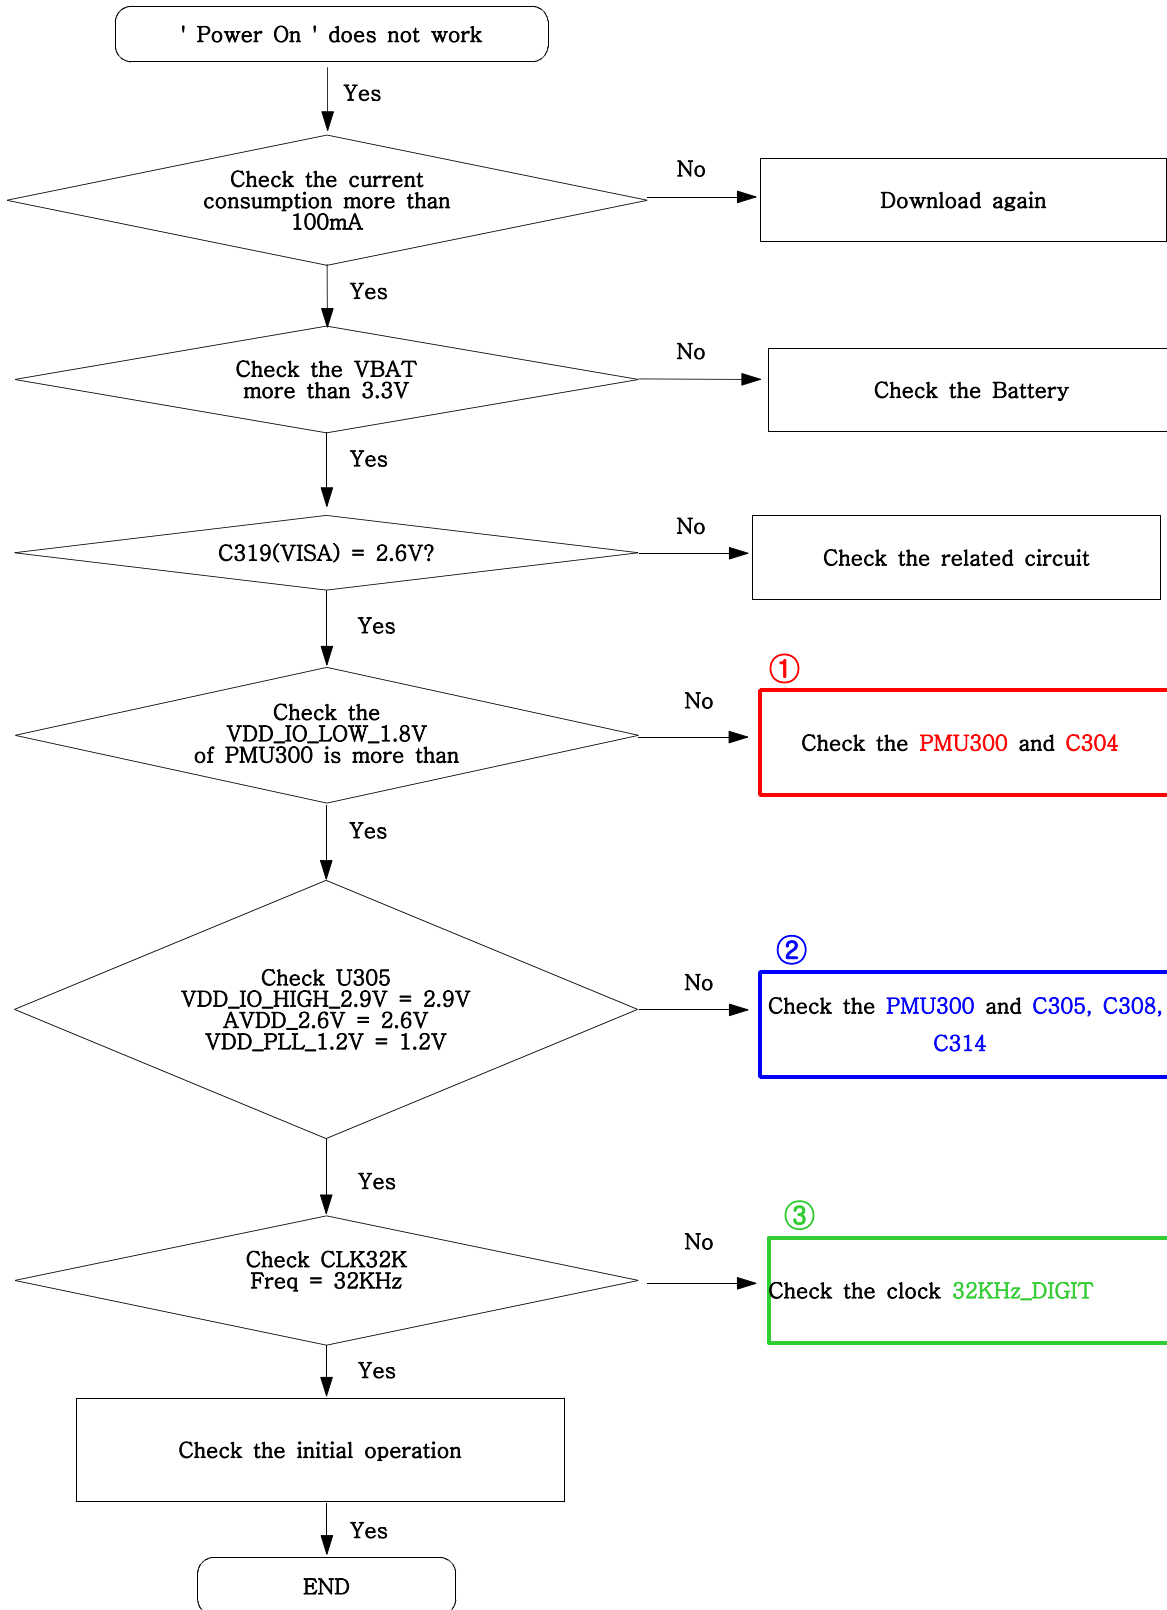 ' Power On ' does not work
Yes
Check the current
consumption more than
100mA
No
Download again
Yes
Check the VBAT
more than 3.3V
No
Check the Battery
Yes
C319(VISA) = 2.6V?
No
Check the related circuit
Yes
①
Check the
VDD_IO_LOW_1.8V
of PMU300 is more than
No
Check the PMU300 and C304
Yes
②
Check U305
VDD_IO_HIGH_2.9V = 2.9V
AVDD_2.6V = 2.6V
VDD_PLL_1.2V = 1.2V
No
Check the PMU300 and C305, C308,
C314
Yes
③
Check CLK32K
Freq = 32KHz
No
Check the clock 32KHz_DIGIT
Yes
Check the initial operation
Yes
END